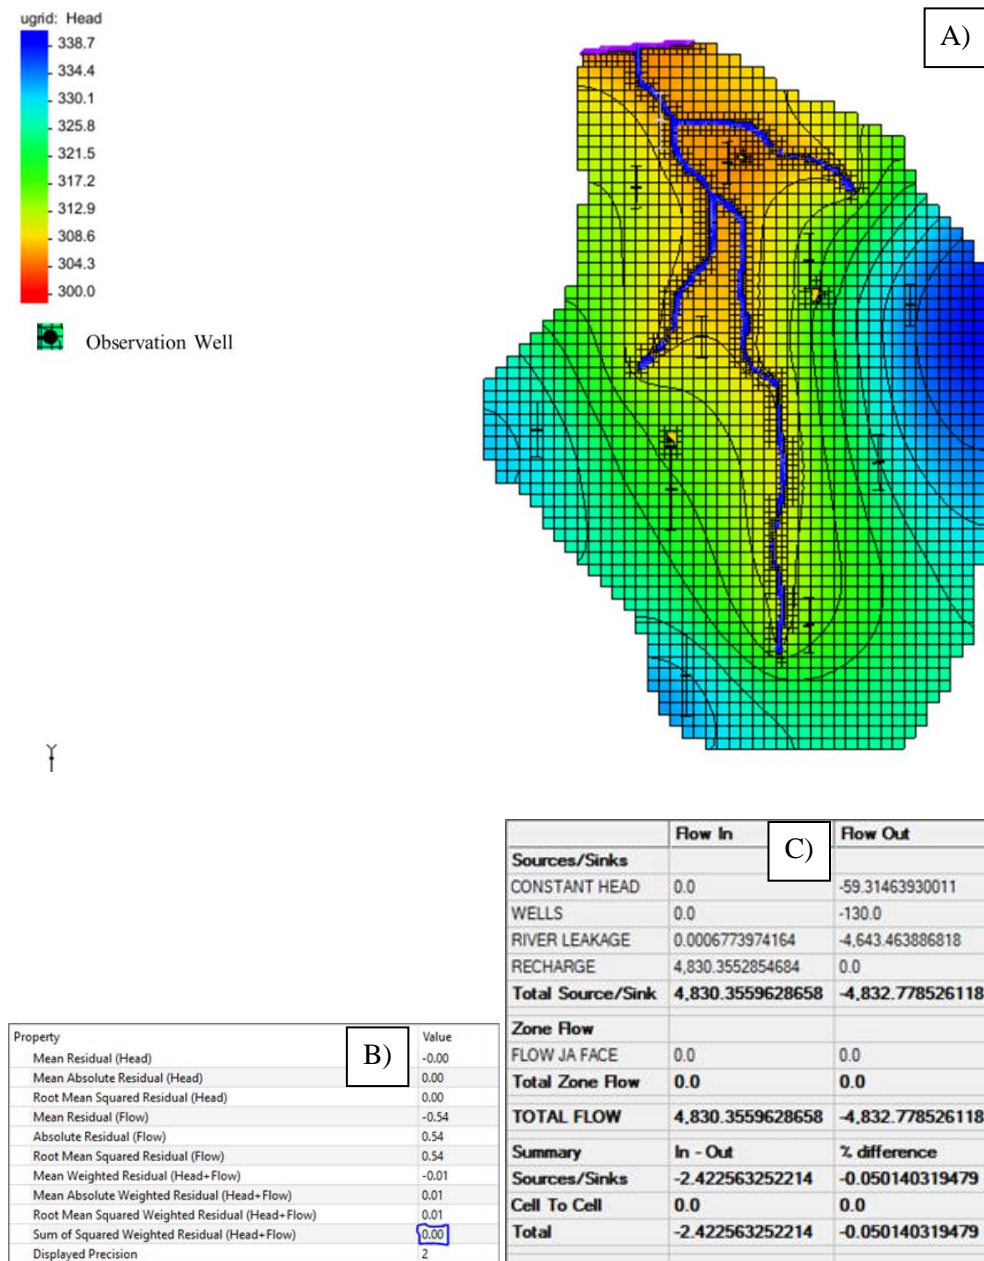 ugrid: Head
A)
338.7
334.4
330.1
325.8
321.5
317.2
312.9
308.6
304.3
300.0
Observation Well
Y
Flow In C) Flow Out
Sources/Sinks
CONSTANT HEAD 0.0 -59.31463930011
WELLS 0.0 -130.0
RIVER LEAKAGE 0.0006773974164 -4,643.463886818
RECHARGE 4,830.3552854684 0.0
Total Source/Sink 4,830.3559628658 -4,832.778526118
Zone Flow
FLOW JA FACE 0.0 0.0
Total Zone Flow 0.0 0.0
TOTAL FLOW 4,830.3559628658 -4,832.778526118
Summary In - Out % difference
Sources/Sinks -2.422563252214 -0.050140319479
Cell To Cell 0.0 0.0
Total -2.422563252214 -0.050140319479
Property B) Value
Mean Residual (Head) -0.00
Mean Absolute Residual (Head) 0.00
Root Mean Squared Residual (Head) 0.00
Mean Residual (Flow) -0.54
Absolute Residual (Flow) 0.54
Root Mean Squared Residual (Flow) 0.54
Mean Weighted Residual (Head+Flow) -0.01
Mean Absolute Weighted Residual (Head+Flow) 0.01
Root Mean Squared Weighted Residual (Head+Flow) 0.01
Sum of Squared Weighted Residual (Head+Flow) 0.00
Displayed Precision 2